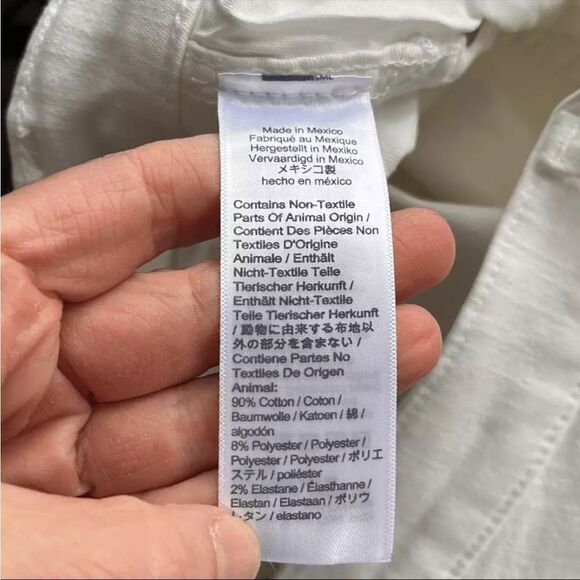 Made in Mexico
Fabriqué au Mexique
Hergestellt in Mexiko
Vervaardigd in Mexico
メキシコ製
hecho en méxico
Contains Non-Textile
Parts Of Animal Origin /
Contient Des Pièces Non
Textiles D'Origine
Animale / Enthält
Nicht-Textile Teile
Tierischer Herkunft /
Enthält Nicht-Textile
Teile Tierischer Herkunft
/ 動物に由来する布地以
外の部分を含まない /
Contiene Partes No
Textiles De Origen
Animal:
90% Cotton / Coton /
Baumwolle / Katoen / 綿 /
algodón
8% Polyester / Polyester /
Polyester / Polyester / ポリエ
ステル / poliéster
2% Elastane / Élasthanne /
Elastan / Elastaan / ポリウ
レタン / elastano